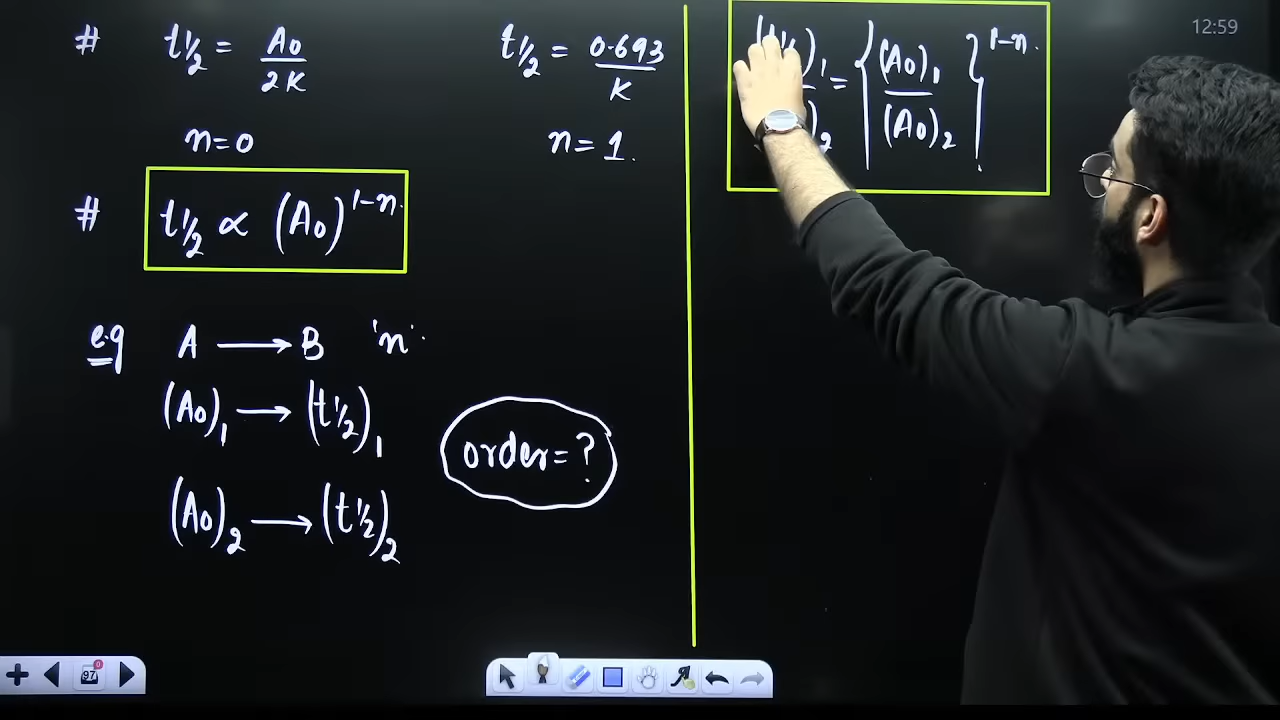 # t½ = A₀/2K
n=0
t½ = 0.693/K
n=1.
# t½ ∝ (A₀)^1-n.
e.g A ⟶ B 'n'.
(A₀)₁ ⟶ (t½)₁
(A₀)₂ ⟶ (t½)₂
order=?
)₁/)₂ = {(A₀)₁/(A₀)₂}^1-n.
12:59
97